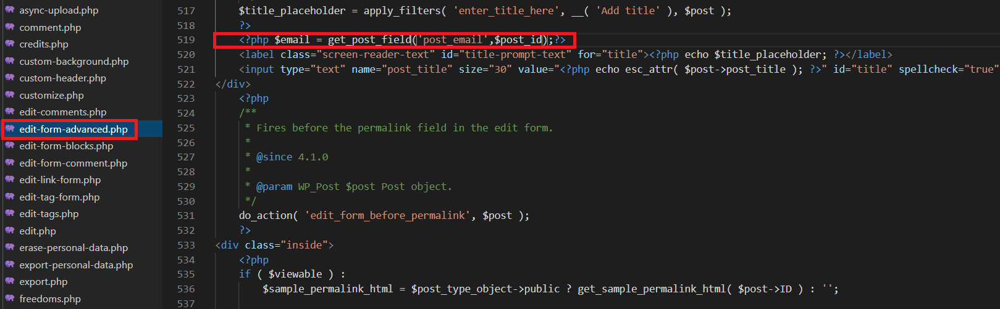 async-upload.php
comment.php
credits.php
custom-background.php
custom-header.php
customize.php
edit-comments.php
edit-form-advanced.php
edit-form-blocks.php
edit-form-comment.php
edit-link-form.php
edit-tag-form.php
edit-tags.php
edit.php
erase-personal-data.php
export-personal-data.php
export.php
freedoms.php
517 $title_placeholder = apply_filters( 'enter_title_here', __( 'Add title' ), $post );
518 ?>
519 <?php $email = get_post_field('post_email',$post_id);?>
520 <label class="screen-reader-text" id="title-prompt-text" for="title"><?php echo $title_placeholder; ?></label>
521 <input type="text" name="post_title" size="30" value="<?php echo esc_attr( $post->post_title ); ?>" id="title" spellcheck="true"
522 </div>
523 <?php
524 /**
525 * Fires before the permalink field in the edit form.
526 *
527 * @since 4.1.0
528 *
529 * @param WP_Post $post Post object.
530 */
531 do_action( 'edit_form_before_permalink', $post );
532 ?>
533 <div class="inside">
534 <?php
535 if ( $viewable ) :
536 $sample_permalink_html = $post_type_object->public ? get_sample_permalink_html( $post->ID ) : '';
537